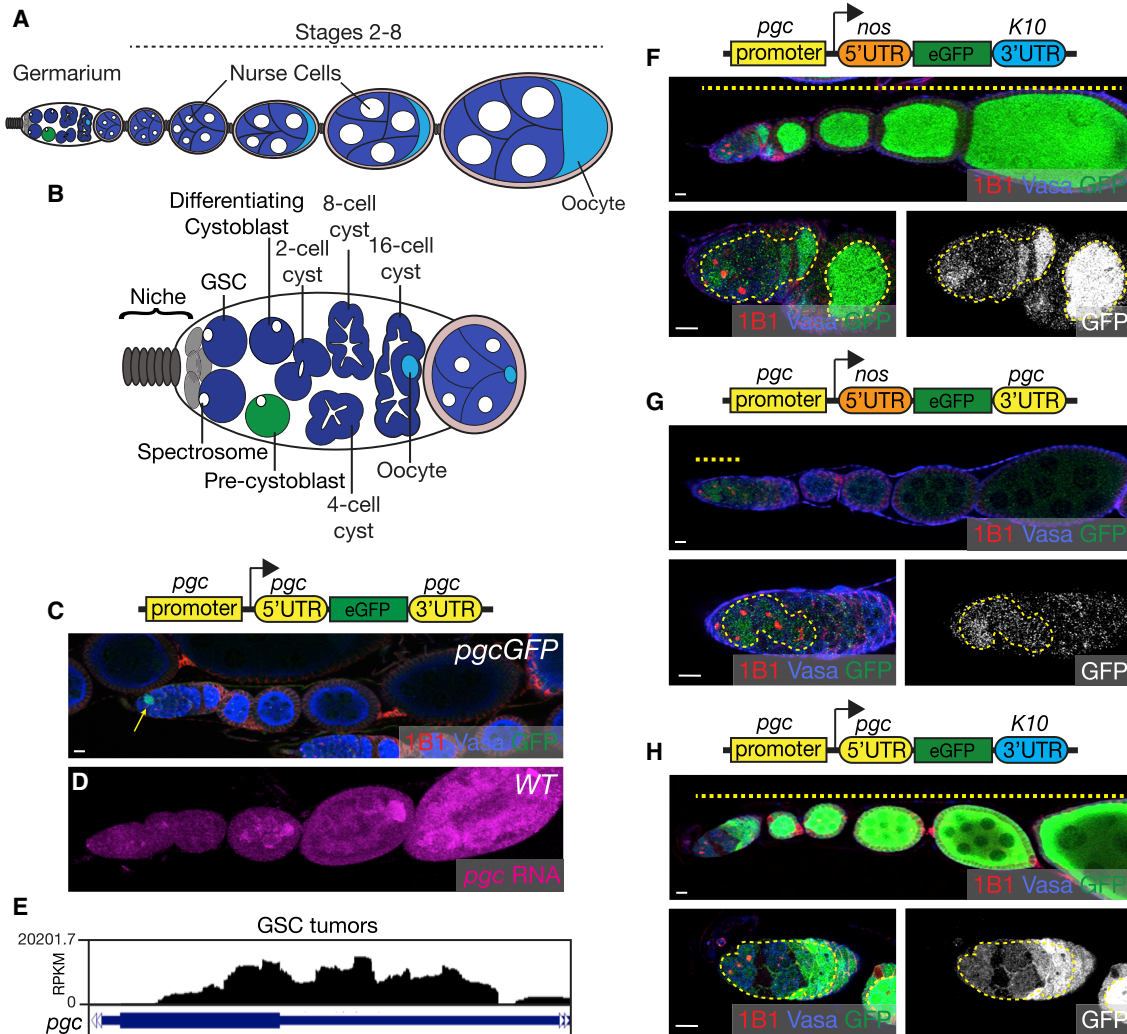 A
Stages 2-8
Germarium
Nurse Cells
Oocyte
B
Differentiating
Cystoblast
8-cell
cyst
2-cell
cyst
16-cell
cyst
GSC
Niche
Spectrosome
Pre-cystoblast
Oocyte
4-cell
cyst
C
pgc pgc pgc
promoter 5'UTR eGFP 3'UTR
pgcGFP
1B1 Vasa GFP
D
WT
pgc RNA
E
GSC tumors
20201.7
RPKM
0
pgc
F
pgc nos K10
promoter 5'UTR eGFP 3'UTR
1B1 Vasa GFP
1B1 Vasa GFP
GFP
G
pgc nos pgc
promoter 5'UTR eGFP 3'UTR
1B1 Vasa GFP
1B1 Vasa GFP
GFP
H
pgc pgc K10
promoter 5'UTR eGFP 3'UTR
1B1 Vasa GFP
1B1 Vasa GFP
GFP